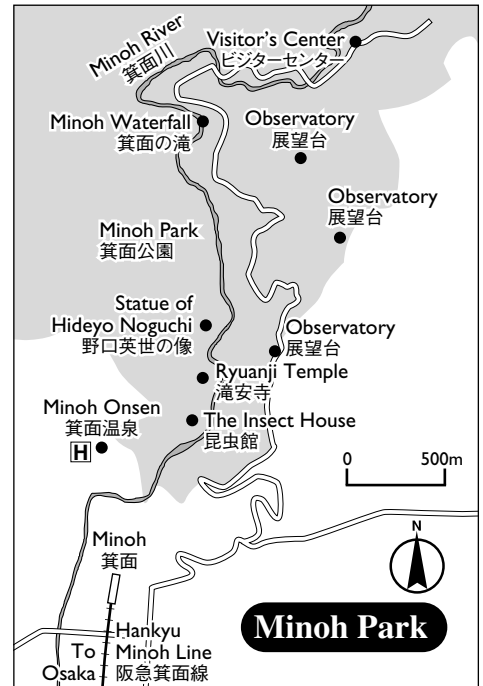 Minoh River
箕面川
Visitor's Center
ビジターセンター
Minoh Waterfall
箕面の滝
Observatory
展望台
Observatory
展望台
Minoh Park
箕面公園
Statue of
Hideyo Noguchi
野口英世の像
Observatory
展望台
Ryuanji Temple
滝安寺
Minoh Onsen
箕面温泉
H
The Insect House
昆虫館
0 500m
N
Minoh
箕面
Minoh Park
Hankyu
Minoh Line
阪急箕面線
To
Osaka